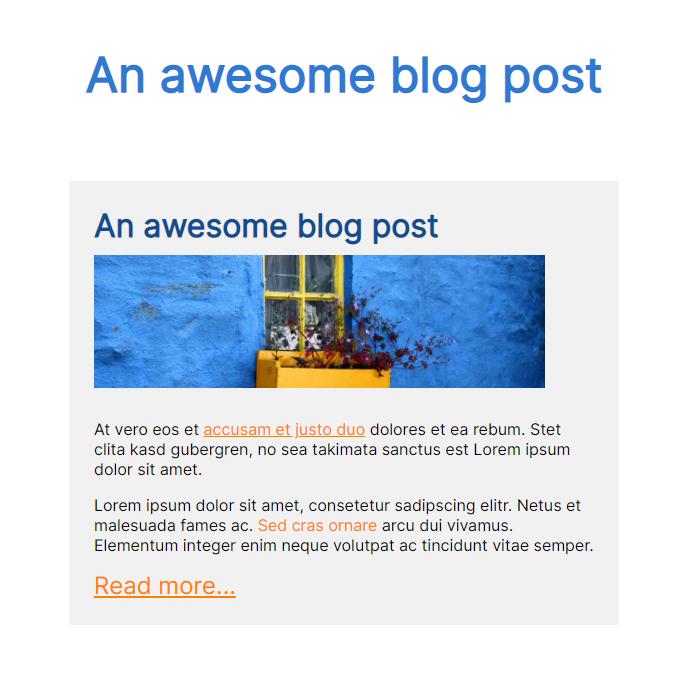 An awesome blog post
An awesome blog post
At vero eos et accusam et justo duo dolores et ea rebum. Stet
clita kasd gubergren, no sea takimata sanctus est Lorem ipsum
dolor sit amet.
Lorem ipsum dolor sit amet, consetetur sadipscing elitr. Netus et
malesuada fames ac. Sed cras ornare arcu dui vivamus.
Elementum integer enim neque volutpat ac tincidunt vitae semper.
Read more...